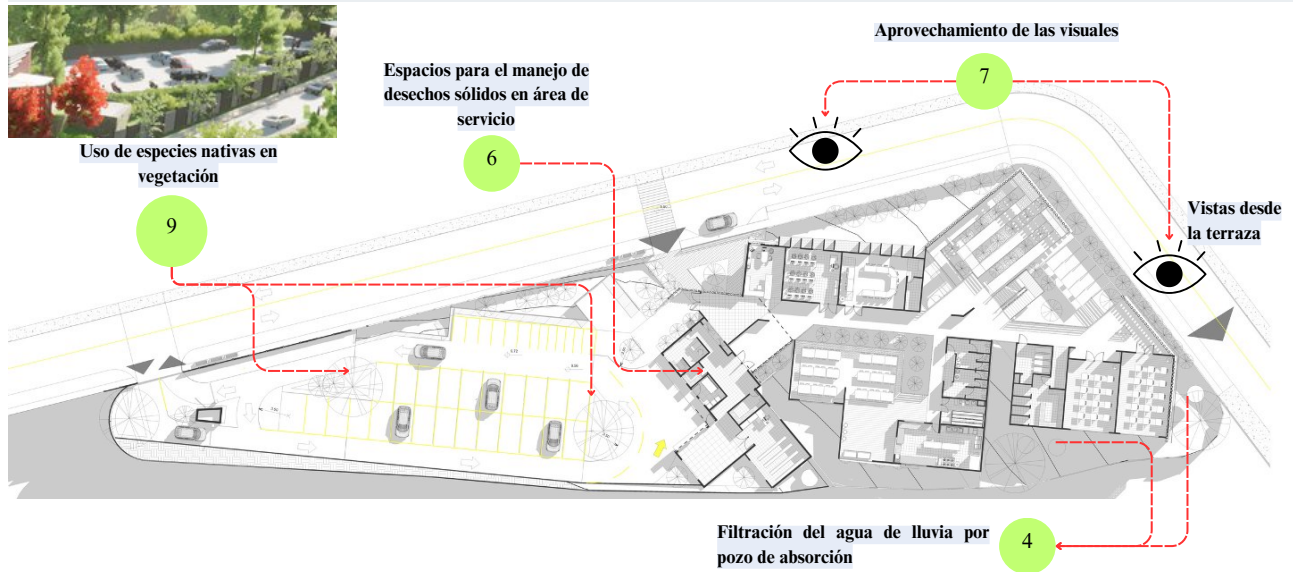 Aprovechamiento de las visuales
7
Espacios para el manejo de
desechos sólidos en área de
servicio
6
Uso de especies nativas en
vegetación
9
Vistas desde
la terraza
Filtración del agua de lluvia por
pozo de absorción
4